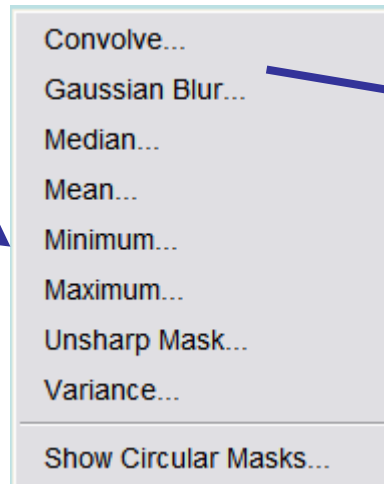 Convolve...
Gaussian Blur...
Median...
Mean...
Minimum...
Maximum...
Unsharp Mask...
Variance...
Show Circular Masks...